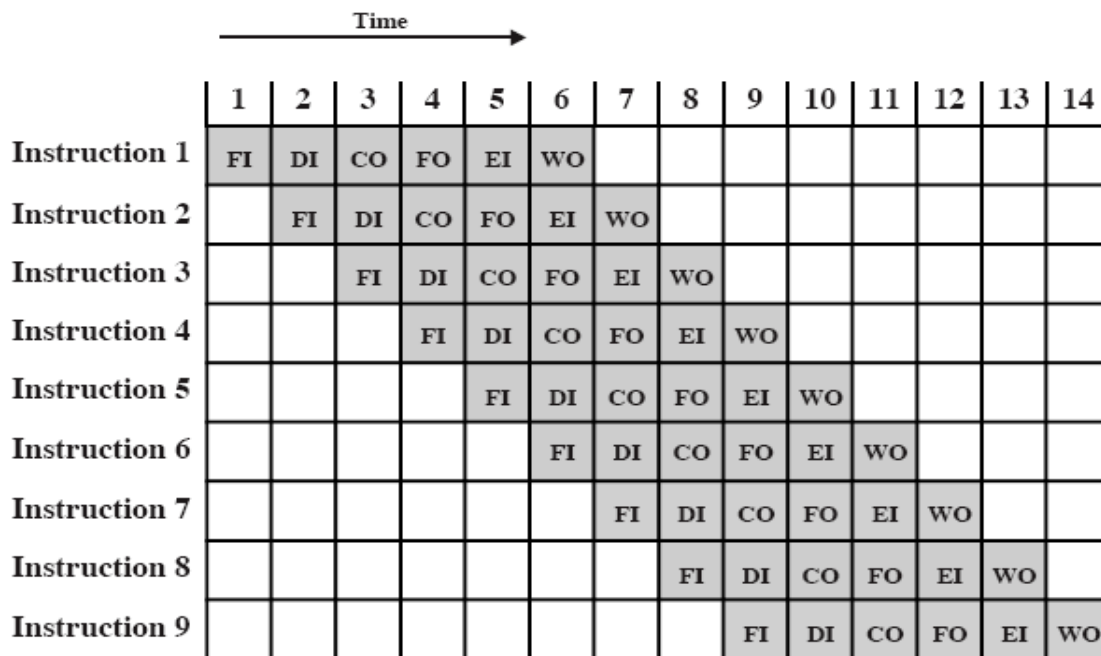 Time
1 2 3 4 5 6 7 8 9 10 11 12 13 14
Instruction 1 FI DI CO FO EI WO
Instruction 2 FI DI CO FO EI WO
Instruction 3 FI DI CO FO EI WO
Instruction 4 FI DI CO FO EI WO
Instruction 5 FI DI CO FO EI WO
Instruction 6 FI DI CO FO EI WO
Instruction 7 FI DI CO FO EI WO
Instruction 8 FI DI CO FO EI WO
Instruction 9 FI DI CO FO EI WO